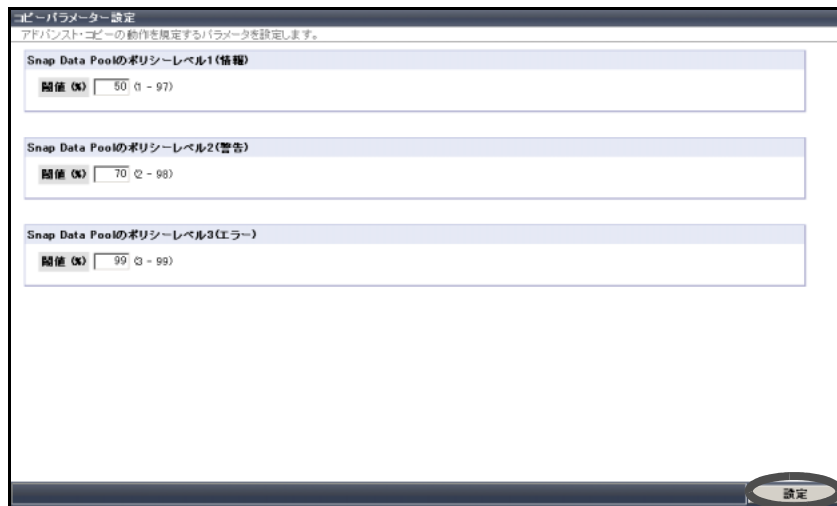 コピーパラメーター設定
アドバンスト・コピーの動作を規定するパラメータを設定します。
Snap Data Poolのポリシーレベル1(情報)
閾値 (%) 50 (1 - 97)
Snap Data Poolのポリシーレベル2(警告)
閾値 (%) 70 (2 - 98)
Snap Data Poolのポリシーレベル3(エラー)
閾値 (%) 99 (3 - 99)
設定